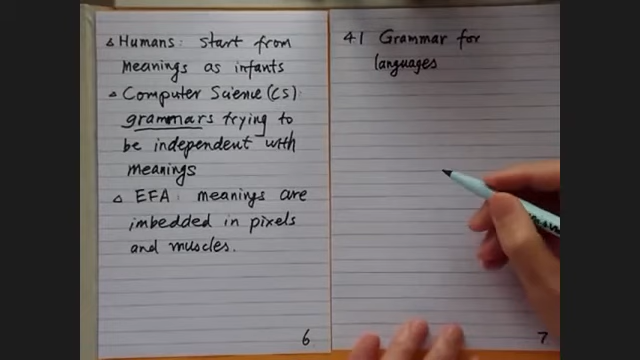 △ Humans: start from
meanings as infants
△ Computer Science (CS):
grammars trying to
be independent with
meanings
△ EFA: meanings are
imbedded in pixels
and muscles.
6
41 Grammar for
languages
7